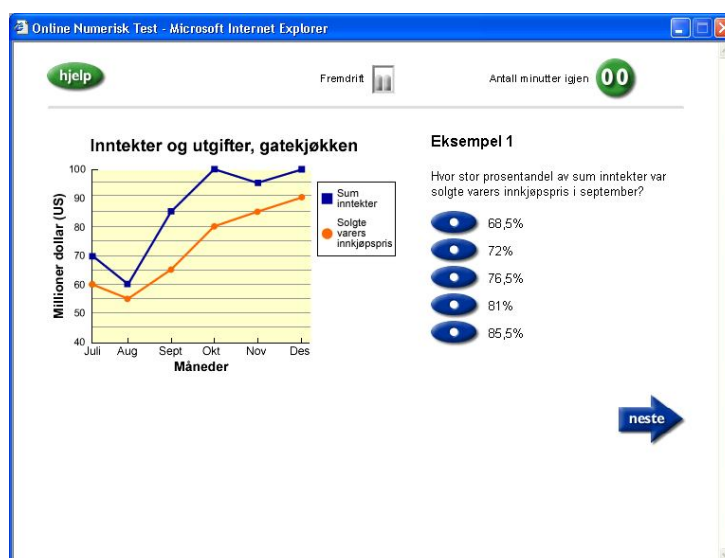 Online Numerisk Test - Microsoft Internet Explorer
hjelp
Fremdrift
Antall minutter igjen
00
Inntekter og utgifter, gatekjøkken
Millioner dollar (US)
100
90
80
70
60
50
40
Juli Aug Sept Okt Nov Des
Måneder
Sum
inntekter
Solgte
varers
innkjøpspris
Eksempel 1
Hvor stor prosentandel av sum inntekter var
solgte varers innkjøpspris i september?
68,5%
72%
76,5%
81%
85,5%
neste